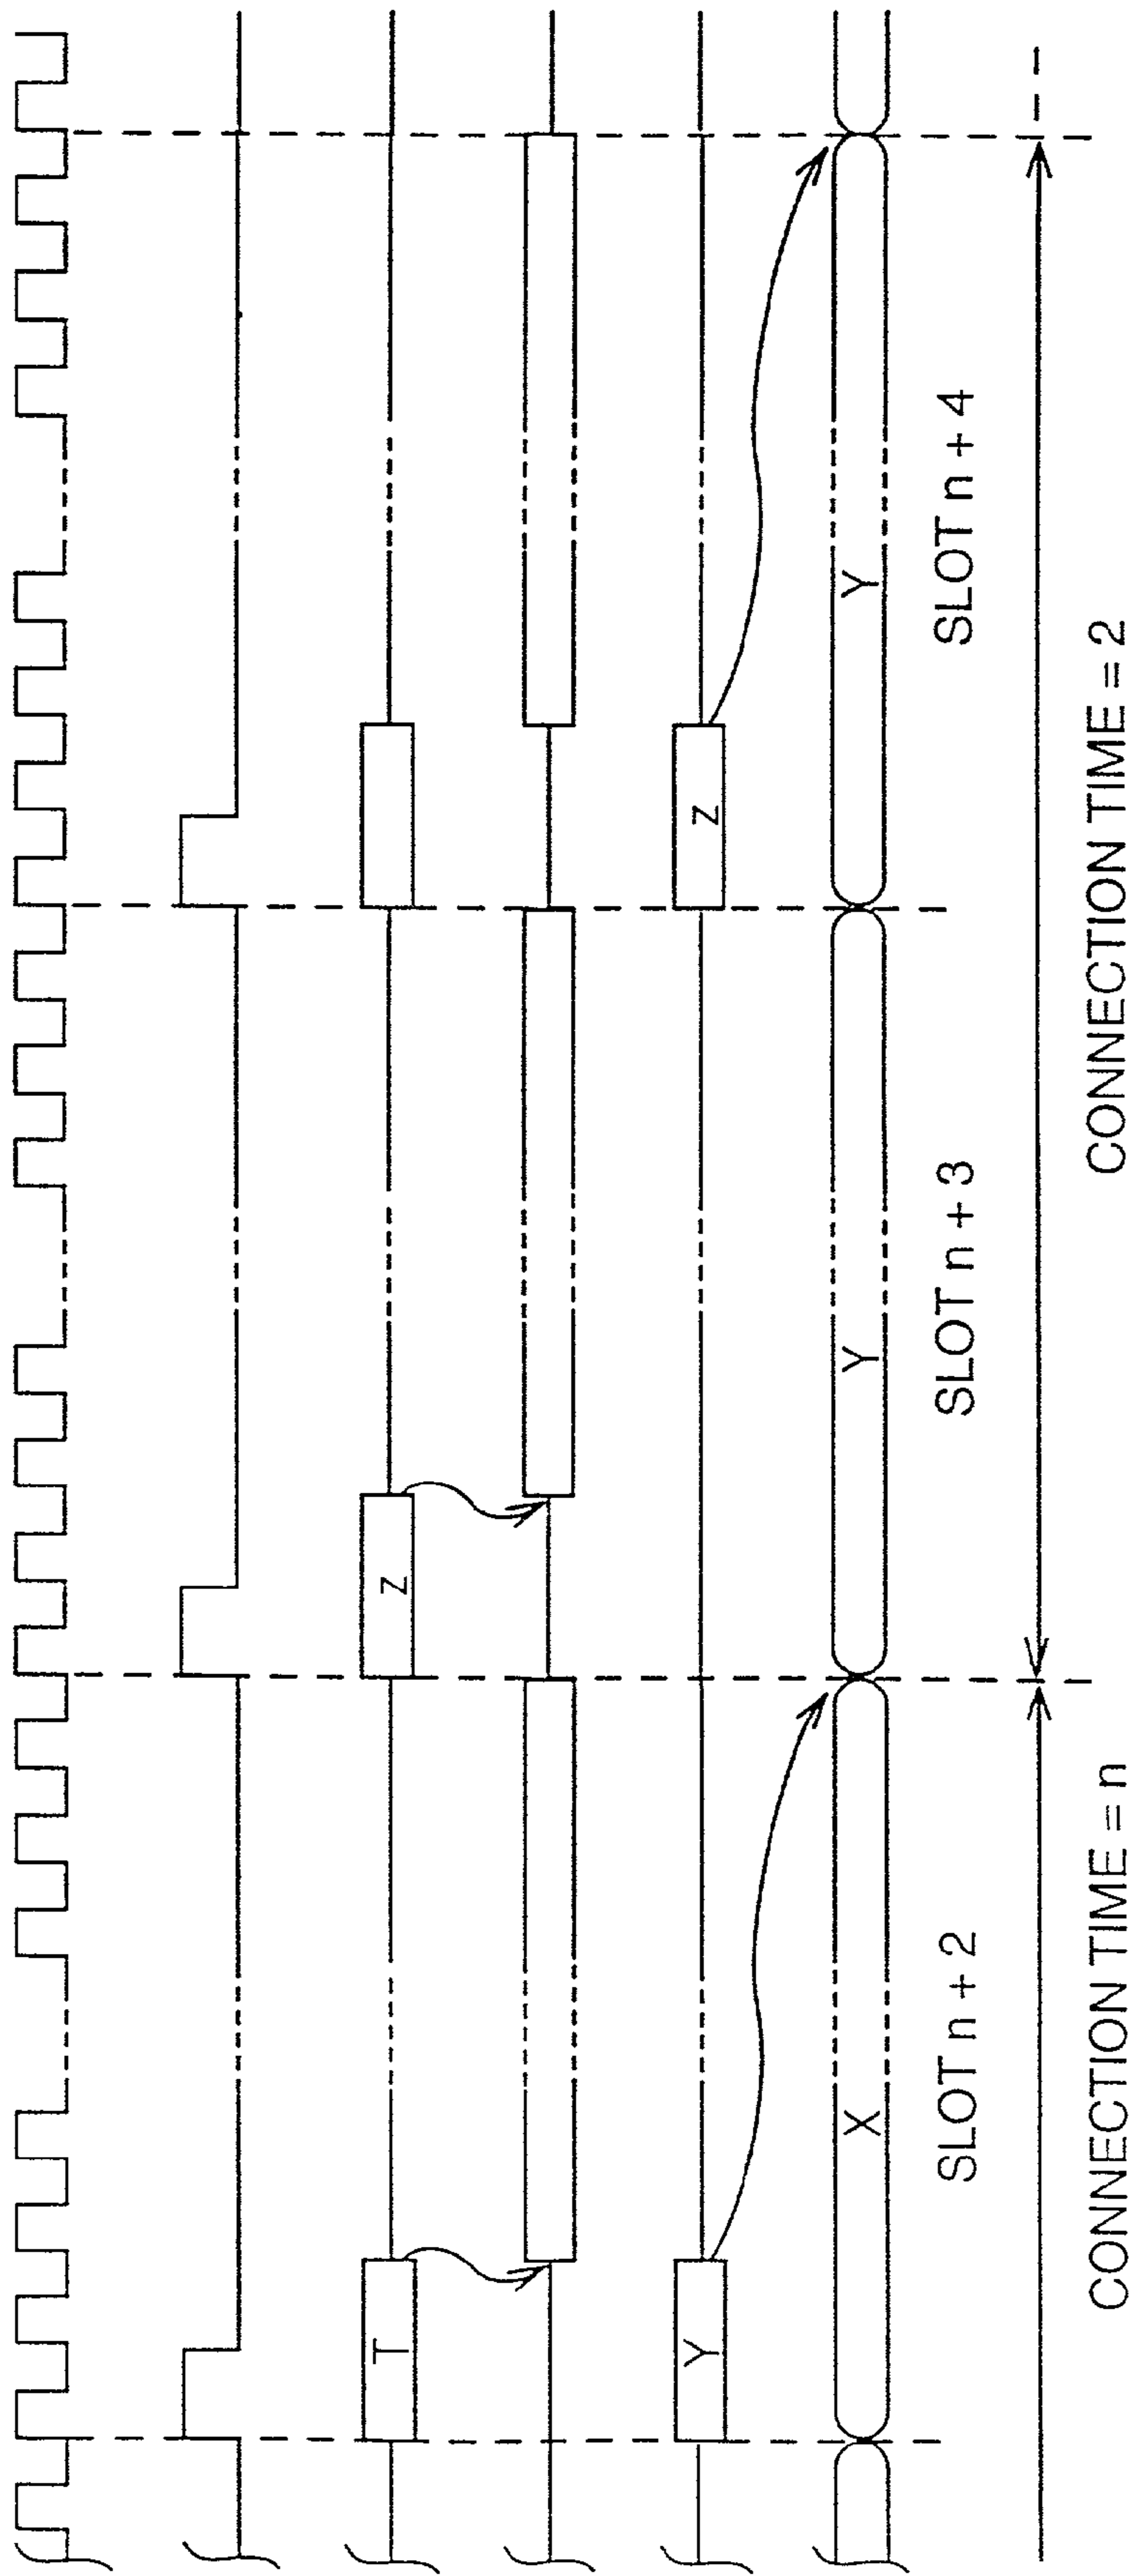 T
Z
Y
Z
X
Y
Y
SLOT n + 2
SLOT n + 3
SLOT n + 4
CONNECTION TIME = n
CONNECTION TIME = 2